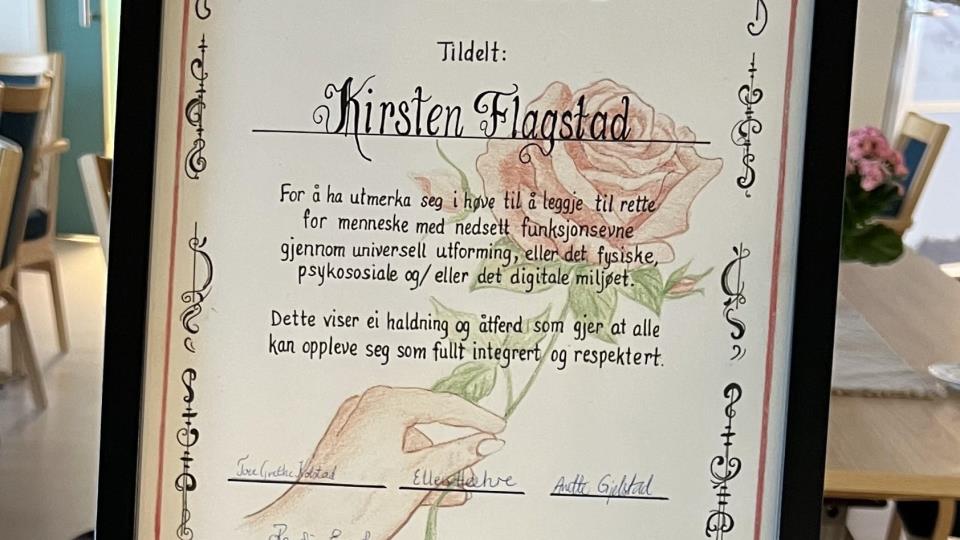 Tildelt:
Kirsten Flagstad
For å ha utmerka seg i høve til å leggje til rette
for menneske med nedsett funksjonsevne
gjennom universell utforming, eller det fysiske,
psykososiale og/ eller det digitale miljøet.
Dette viser ei haldning og åtferd som gjer at alle
kan oppleve seg som fullt integrert og respektert.
Anette Gjelstad